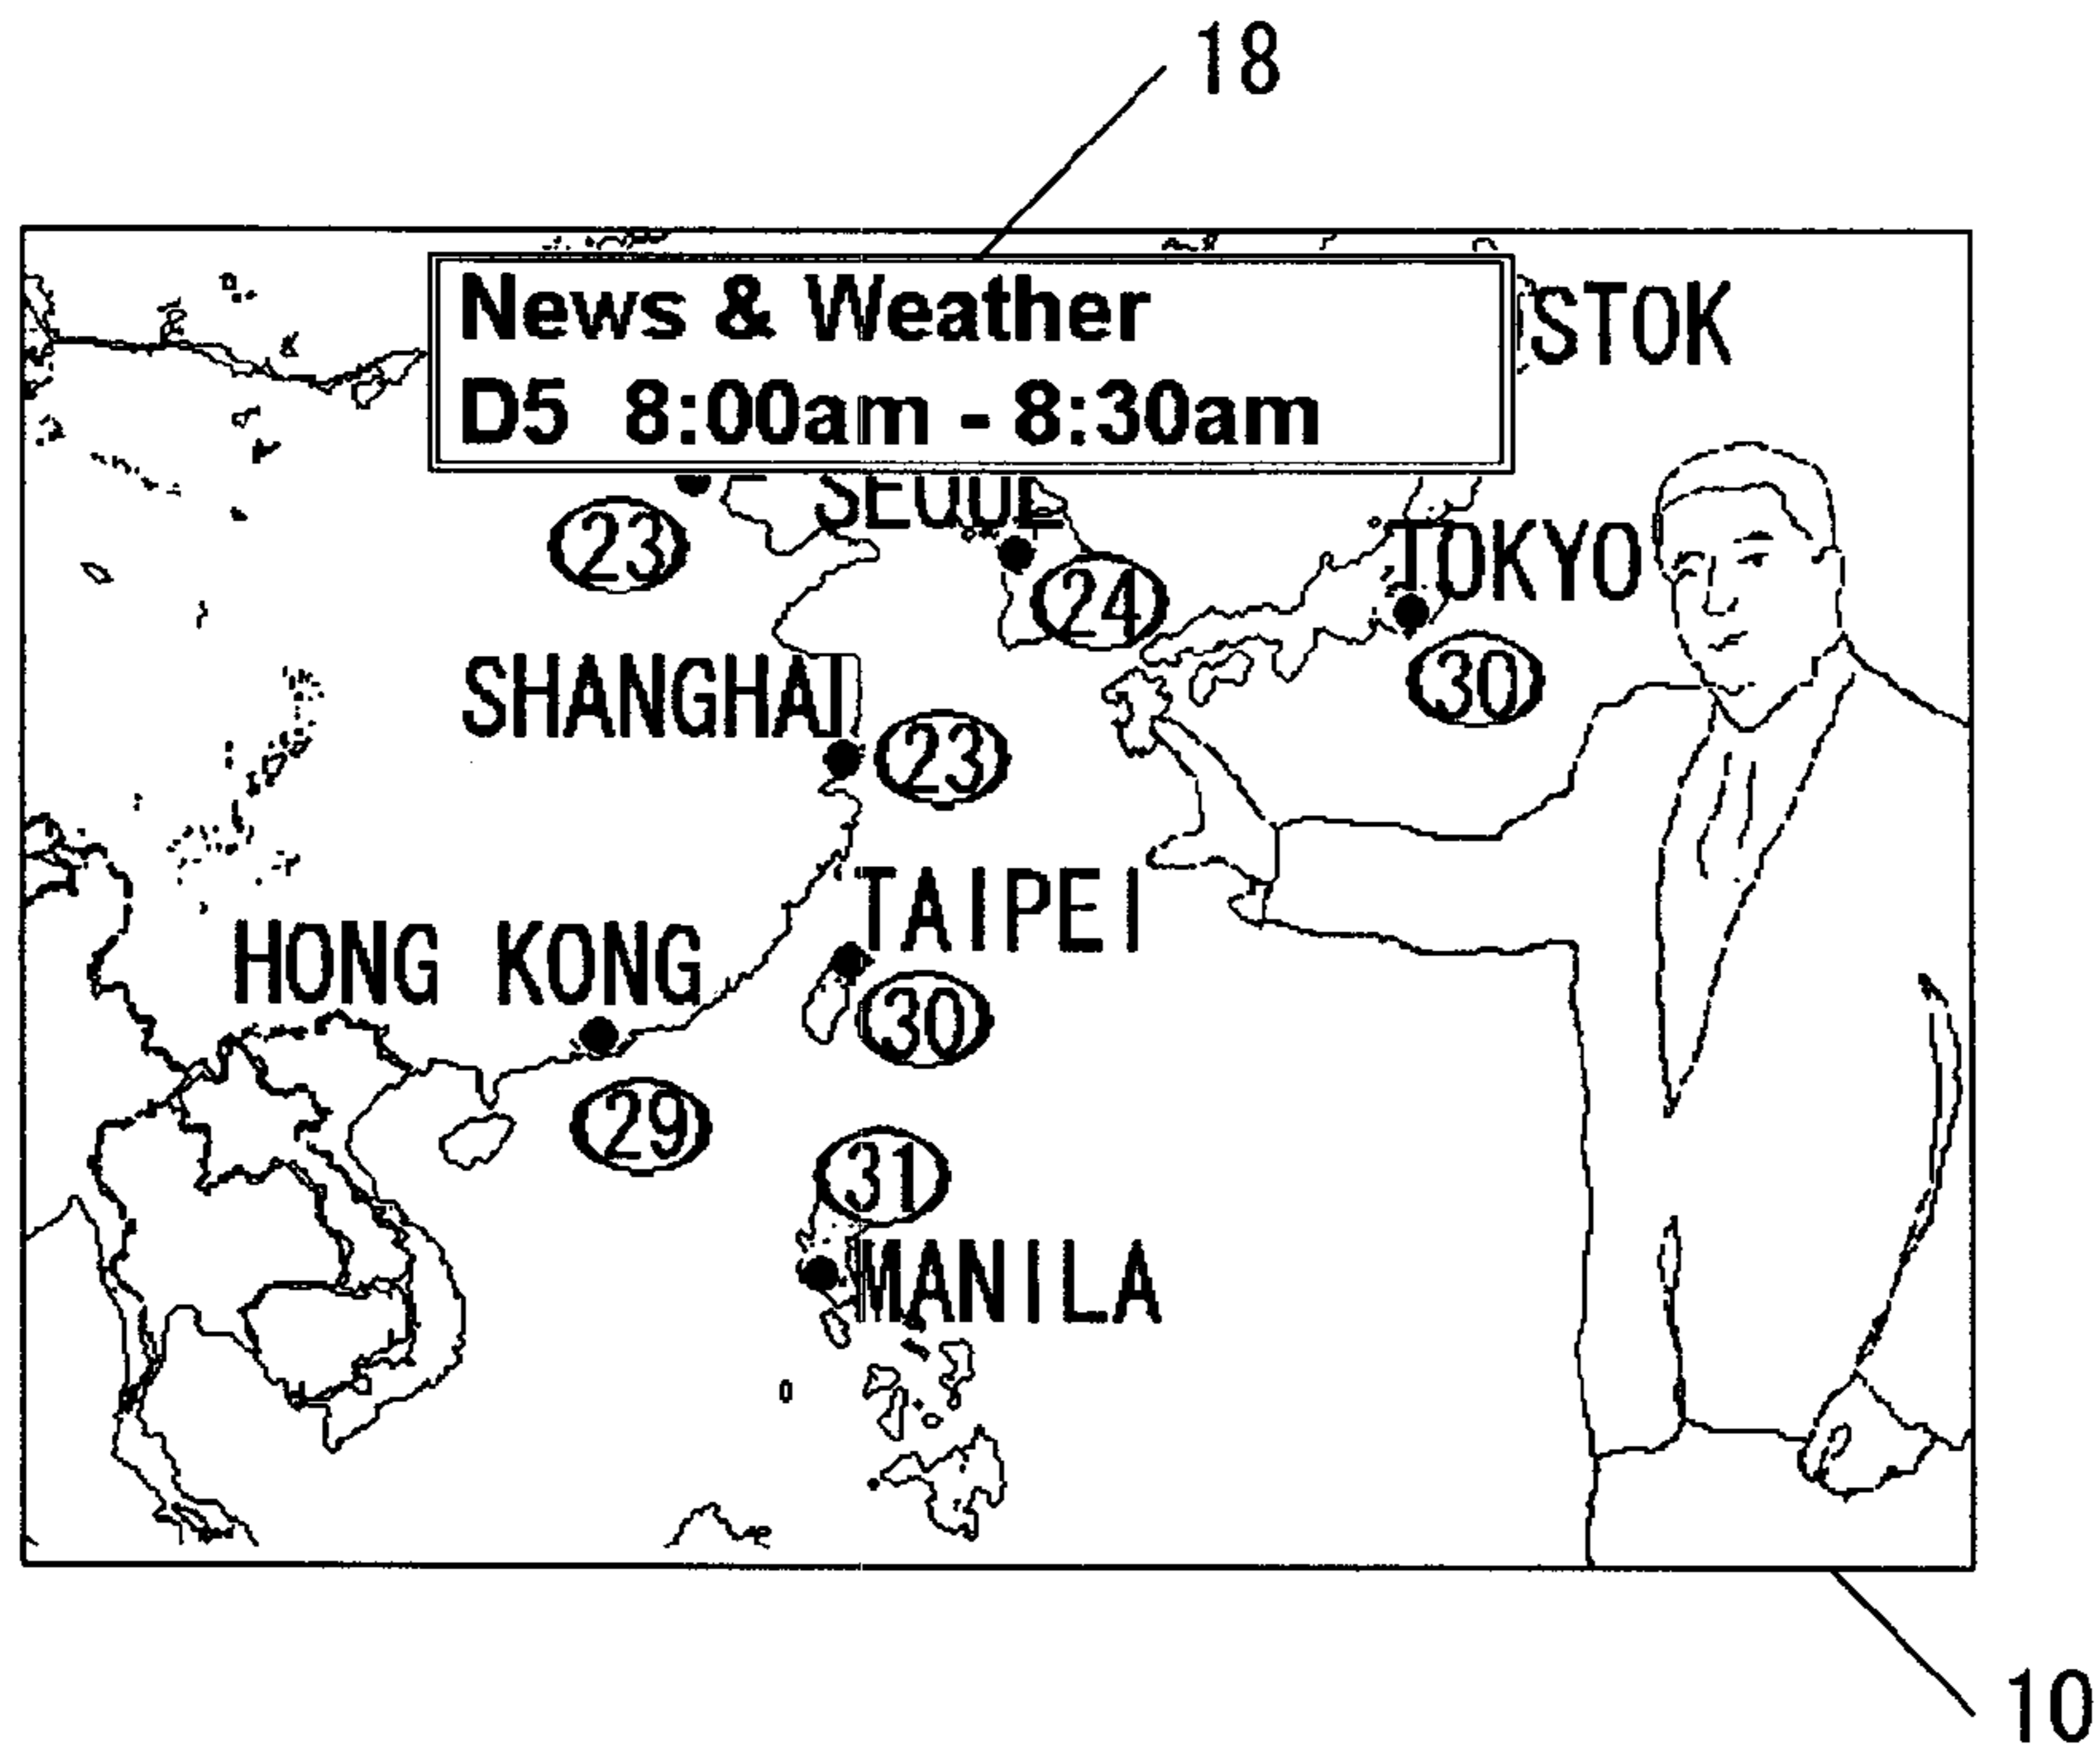 18
News & Weather
D5 8:00am - 8:30am
STOK
SEOUL
23
24
TOKYO
30
SHANGHAI
23
TAIPEI
30
HONG KONG
29
31
MANILA
10